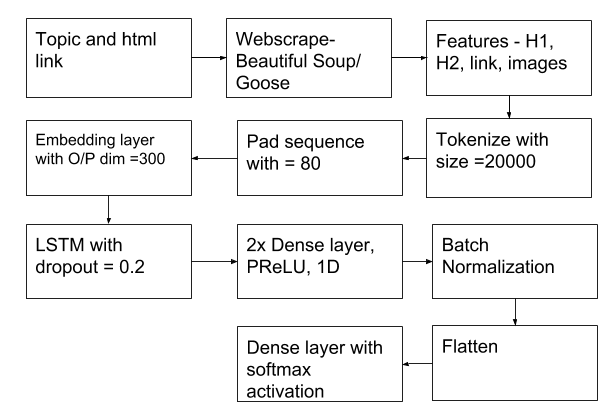 Topic and html
link
Webscrape-
Beautiful Soup/
Goose
Features - H1,
H2, link, images
Tokenize with
size =20000
Pad sequence
with = 80
Embedding layer
with O/P dim =300
LSTM with
dropout = 0.2
2x Dense layer,
PReLU, 1D
Batch
Normalization
Flatten
Dense layer with
softmax
activation